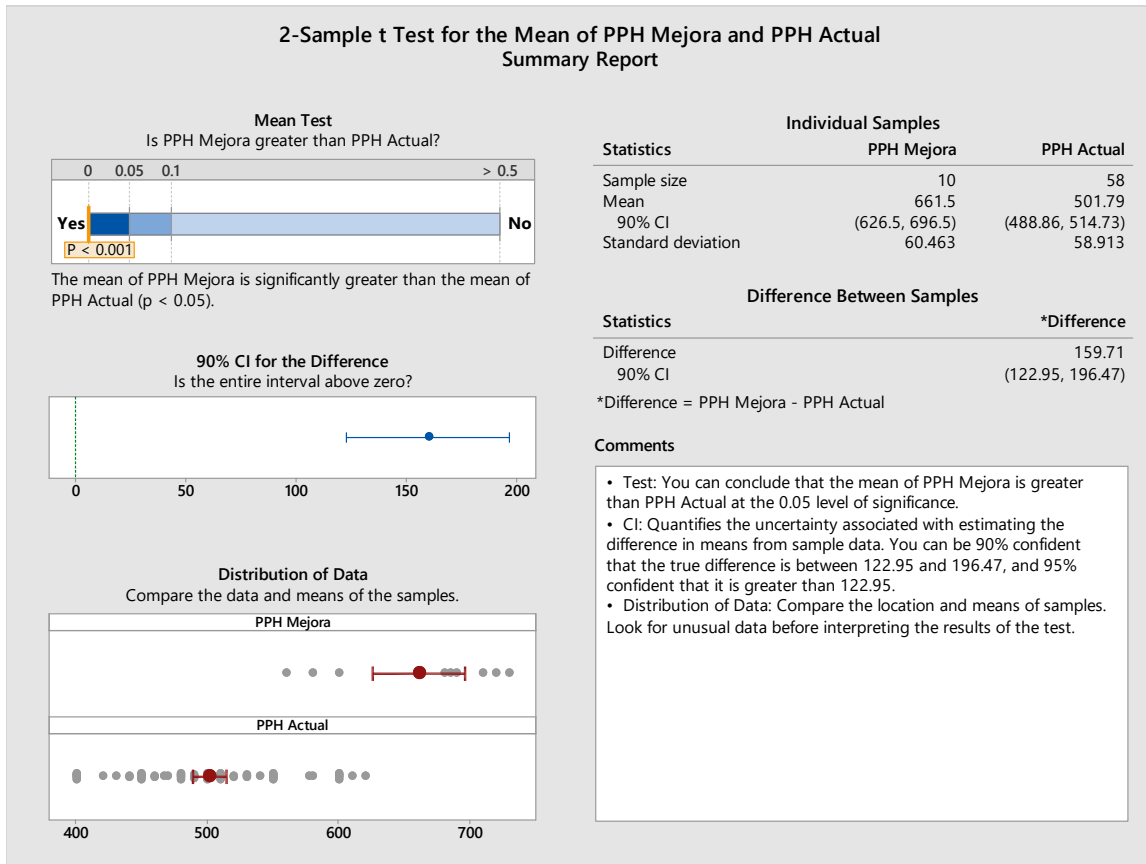 2-Sample t Test for the Mean of PPH Mejora and PPH Actual
Summary Report
Mean Test
Is PPH Mejora greater than PPH Actual?
0 0.05 0.1 > 0.5
Yes No
P < 0.001
The mean of PPH Mejora is significantly greater than the mean of
PPH Actual (p < 0.05).
90% CI for the Difference
Is the entire interval above zero?
0 50 100 150 200
Distribution of Data
Compare the data and means of the samples.
PPH Mejora
PPH Actual
400 500 600 700
Individual Samples
Statistics PPH Mejora PPH Actual
Sample size 10 58
Mean 661.5 501.79
90% CI (626.5, 696.5) (488.86, 514.73)
Standard deviation 60.463 58.913
Difference Between Samples
Statistics *Difference
Difference 159.71
90% CI (122.95, 196.47)
*Difference = PPH Mejora - PPH Actual
Comments
• Test: You can conclude that the mean of PPH Mejora is greater
than PPH Actual at the 0.05 level of significance.
• CI: Quantifies the uncertainty associated with estimating the
difference in means from sample data. You can be 90% confident
that the true difference is between 122.95 and 196.47, and 95%
confident that it is greater than 122.95.
• Distribution of Data: Compare the location and means of samples.
Look for unusual data before interpreting the results of the test.